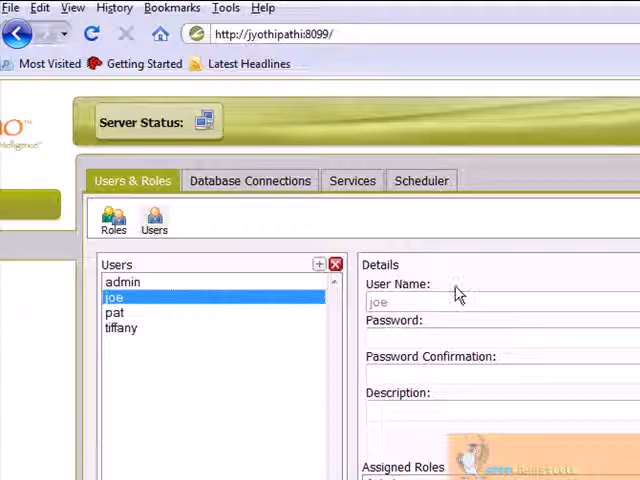 File Edit View History Bookmarks Tools Help
http://jyothipathi:8099/
Most Visited Getting Started Latest Headlines
Server Status:
Users & Roles Database Connections Services Scheduler
Roles Users
Users
admin
joe
pat
tiffany
Details
User Name:
joe
Password:
Password Confirmation:
Description:
Assigned Roles